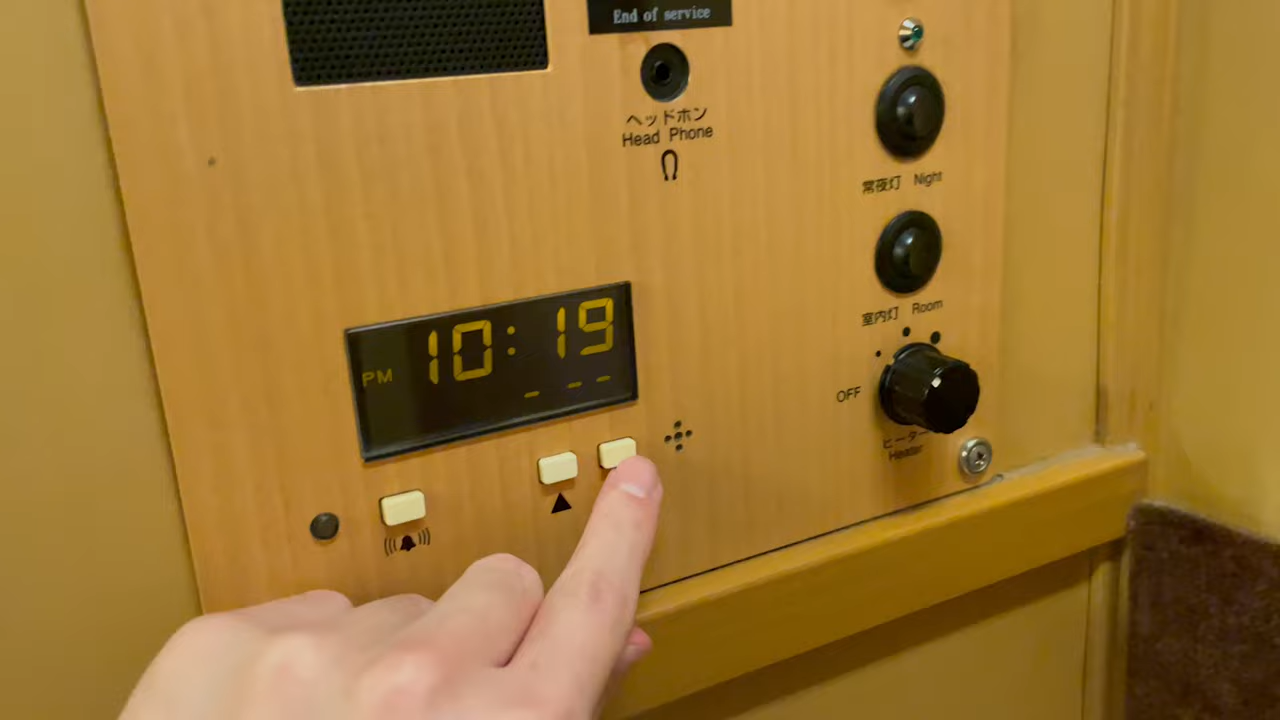 End of service
ヘッドホン
Head Phone
常夜灯 Night
室内灯 Room
PM 10:19
- - -
OFF
ヒーター
Heater